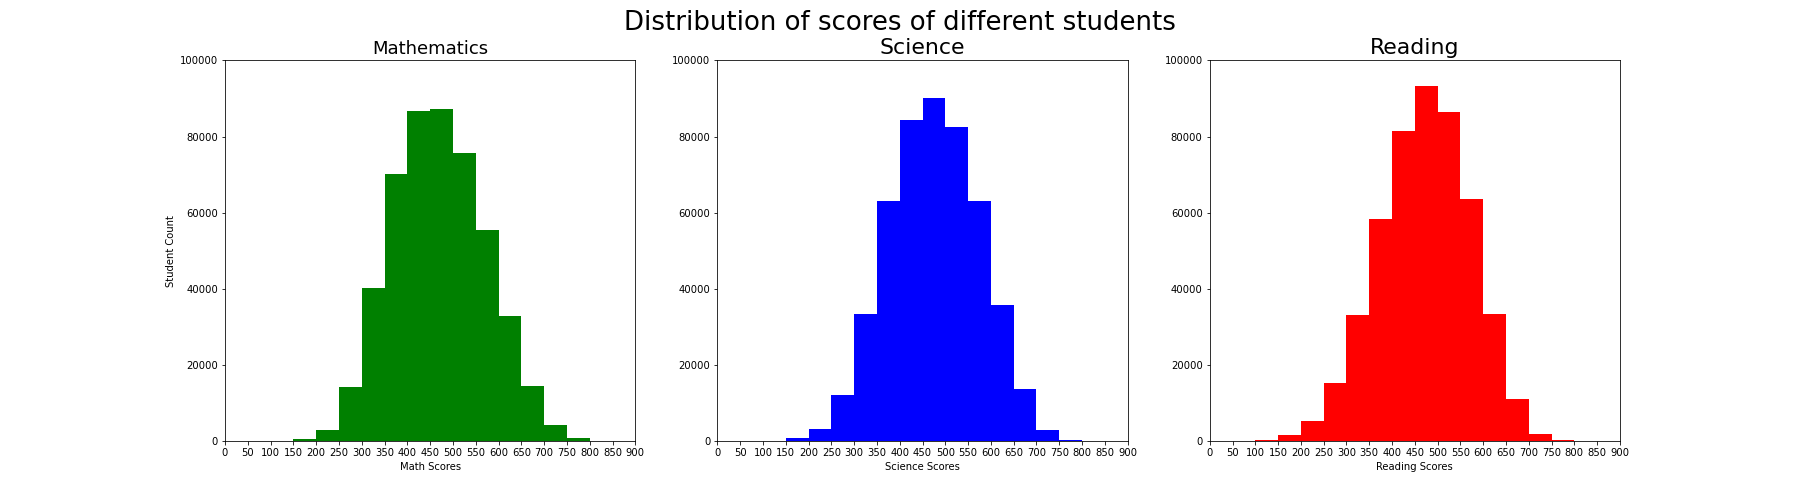 Distribution of scores of different students
Mathematics
100000
80000
60000
40000
20000
0
Student Count
0 50 100 150 200 250 300 350 400 450 500 550 600 650 700 750 800 850 900
Math Scores
Science
100000
80000
60000
40000
20000
0
0 50 100 150 200 250 300 350 400 450 500 550 600 650 700 750 800 850 900
Science Scores
Reading
100000
80000
60000
40000
20000
0
0 50 100 150 200 250 300 350 400 450 500 550 600 650 700 750 800 850 900
Reading Scores